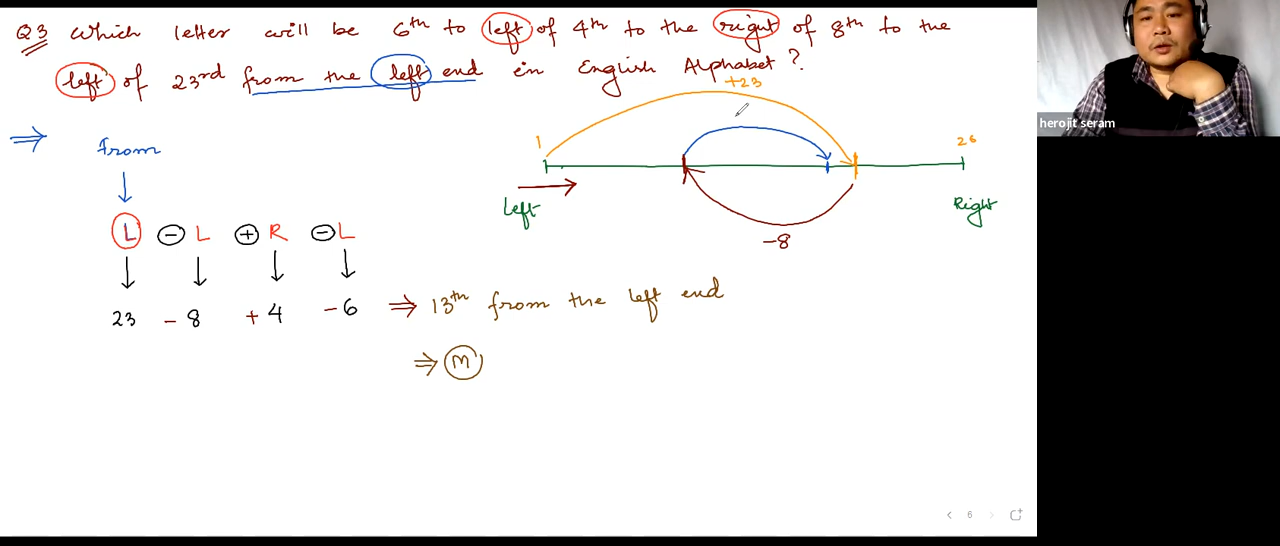 Q3 Which letter will be 6th to left of 4th to the right of 8th to the
left of 23rd from the left end in English Alphabet?
+23
herojit seram
from
1
26
Left
Right
L - L + R - L
-8
23 - 8 + 4 - 6 ⇒ 13th from the left end
⇒ M
6